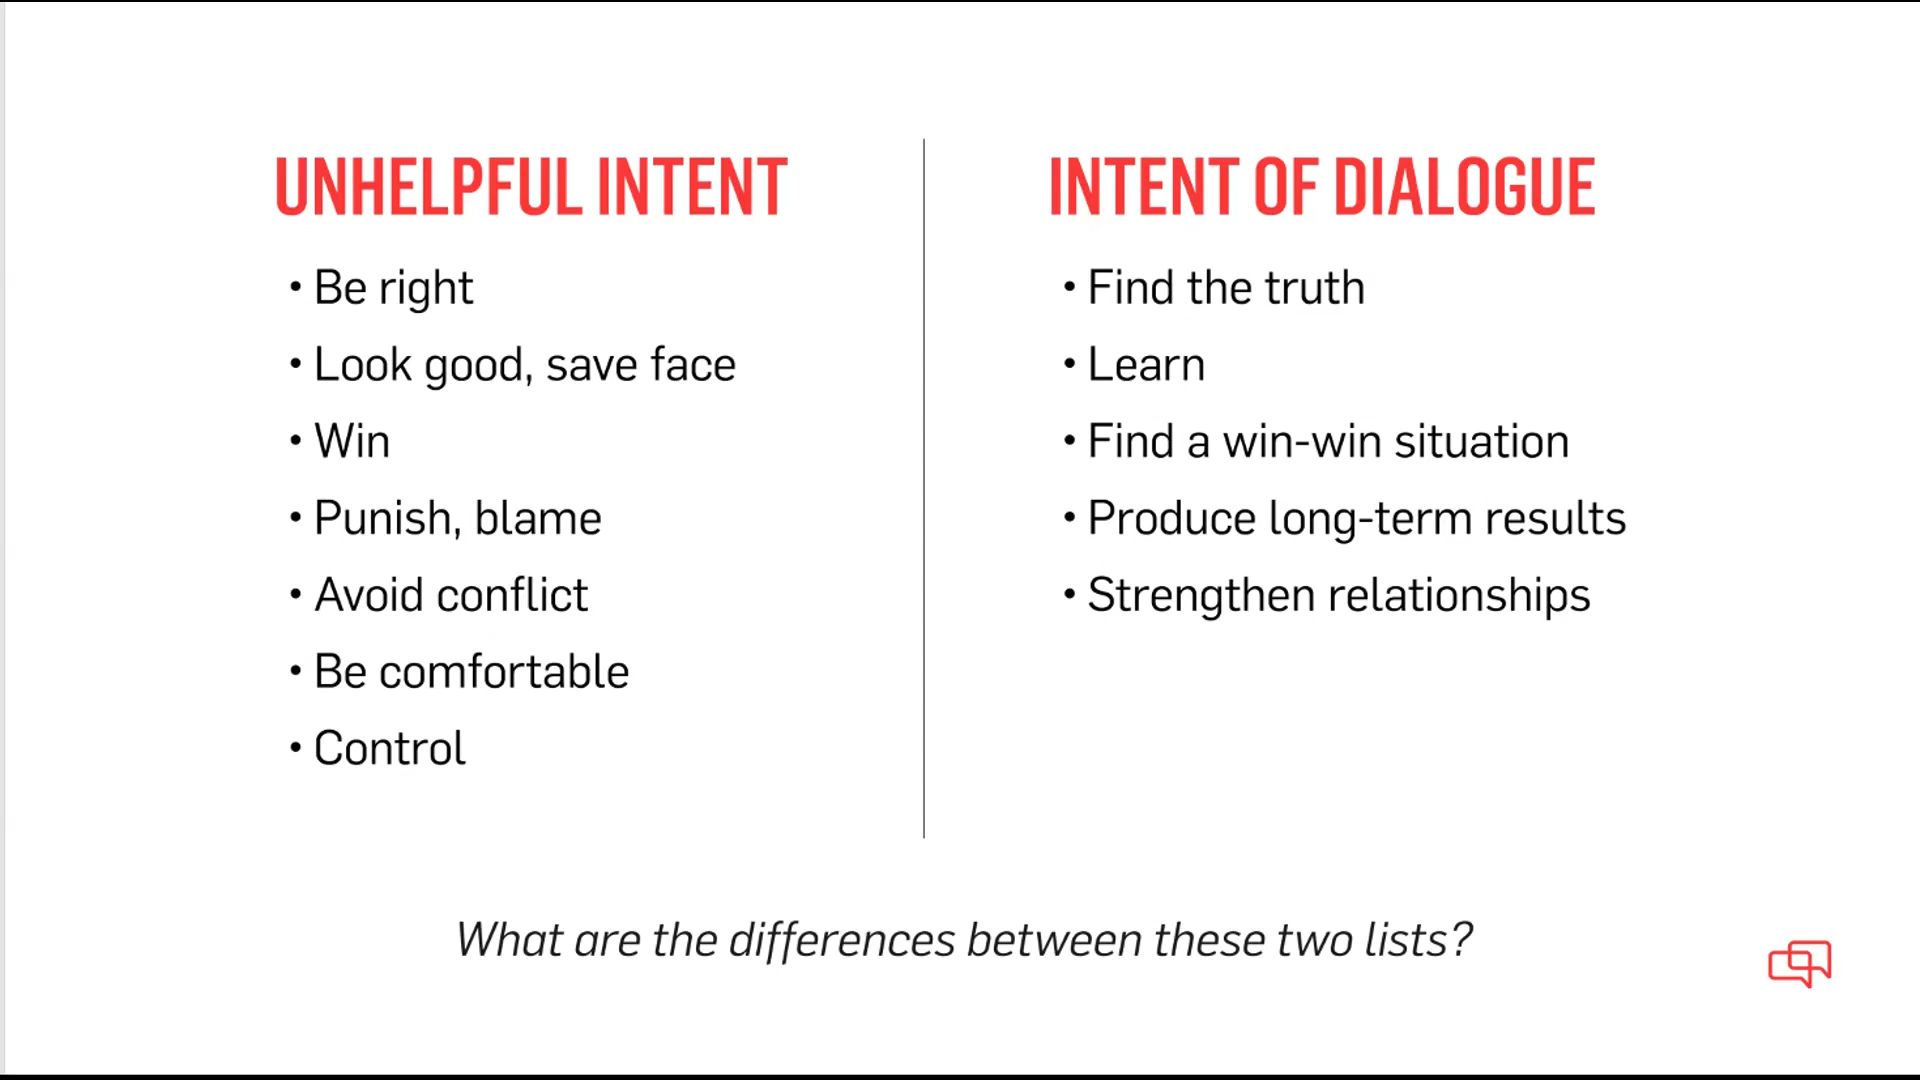 UNHELPFUL INTENT
• Be right
• Look good, save face
• Win
• Punish, blame
• Avoid conflict
• Be comfortable
• Control
INTENT OF DIALOGUE
• Find the truth
• Learn
• Find a win-win situation
• Produce long-term results
• Strengthen relationships
What are the differences between these two lists?